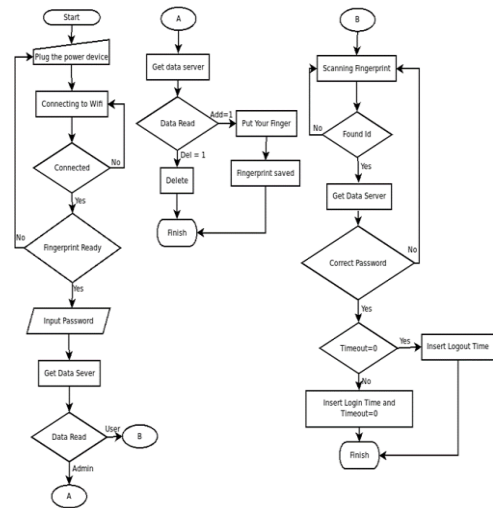 Start
Plug the power device
Connecting to Wifi
Connected
No
Yes
Fingerprint Ready
No
Yes
Input Password
Get Data Sever
Data Read
User
B
Admin
A
A
Get data server
Data Read
Add=1
Put Your Finger
Del = 1
Delete
Fingerprint saved
Finish
B
Scanning Fingerprint
No
Found Id
Yes
Get Data Server
Correct Password
No
Yes
Timeout=0
Yes
Insert Logout Time
No
Insert Login Time and
Timeout=0
Finish